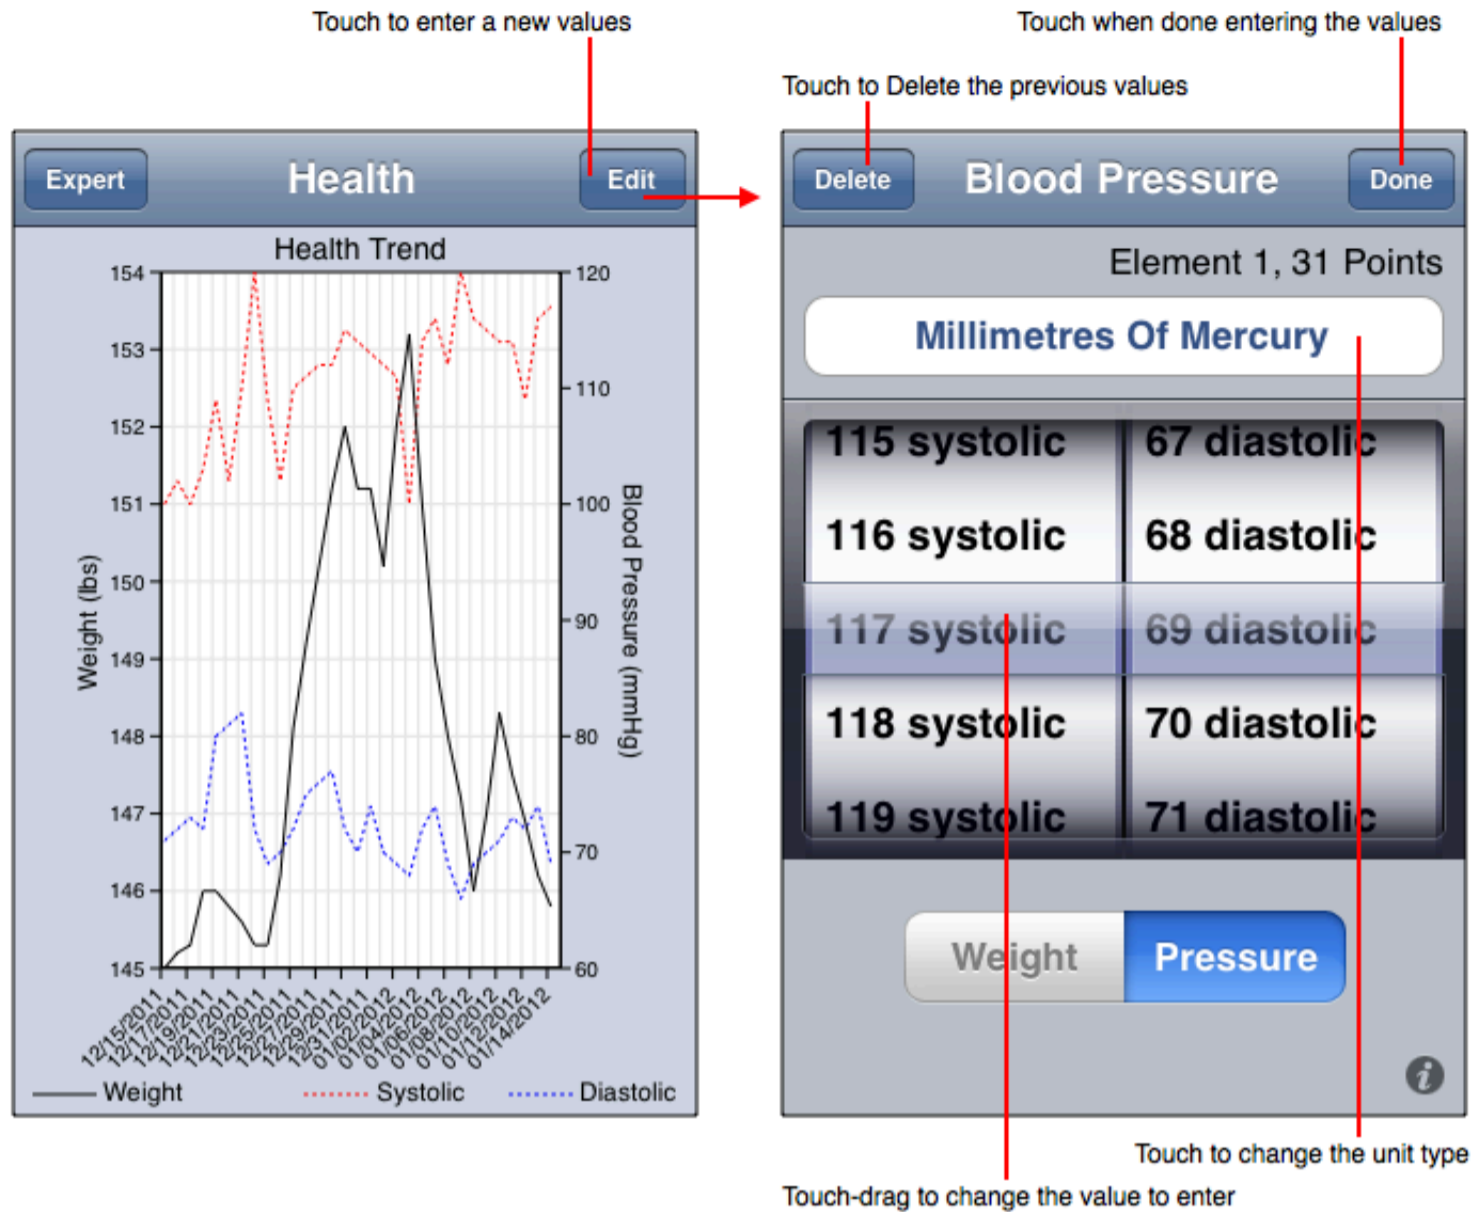 Touch to enter a new values
Touch when done entering the values
Touch to Delete the previous values
Expert
Health
Edit
Health Trend
154
153
152
151
150
149
148
147
146
145
Weight (lbs)
120
110
100
90
80
70
60
Blood Pressure (mmHg)
12/15/2011
12/17/2011
12/19/2011
12/21/2011
12/23/2011
12/25/2011
12/27/2011
12/29/2011
12/31/2011
01/02/2012
01/04/2012
01/06/2012
01/08/2012
01/10/2012
01/12/2012
01/14/2012
Weight
Systolic
Diastolic
Delete
Blood Pressure
Done
Element 1, 31 Points
Millimetres Of Mercury
115 systolic 67 diastolic
116 systolic 68 diastolic
117 systolic 69 diastolic
118 systolic 70 diastolic
119 systolic 71 diastolic
Weight
Pressure
i
Touch to change the unit type
Touch-drag to change the value to enter